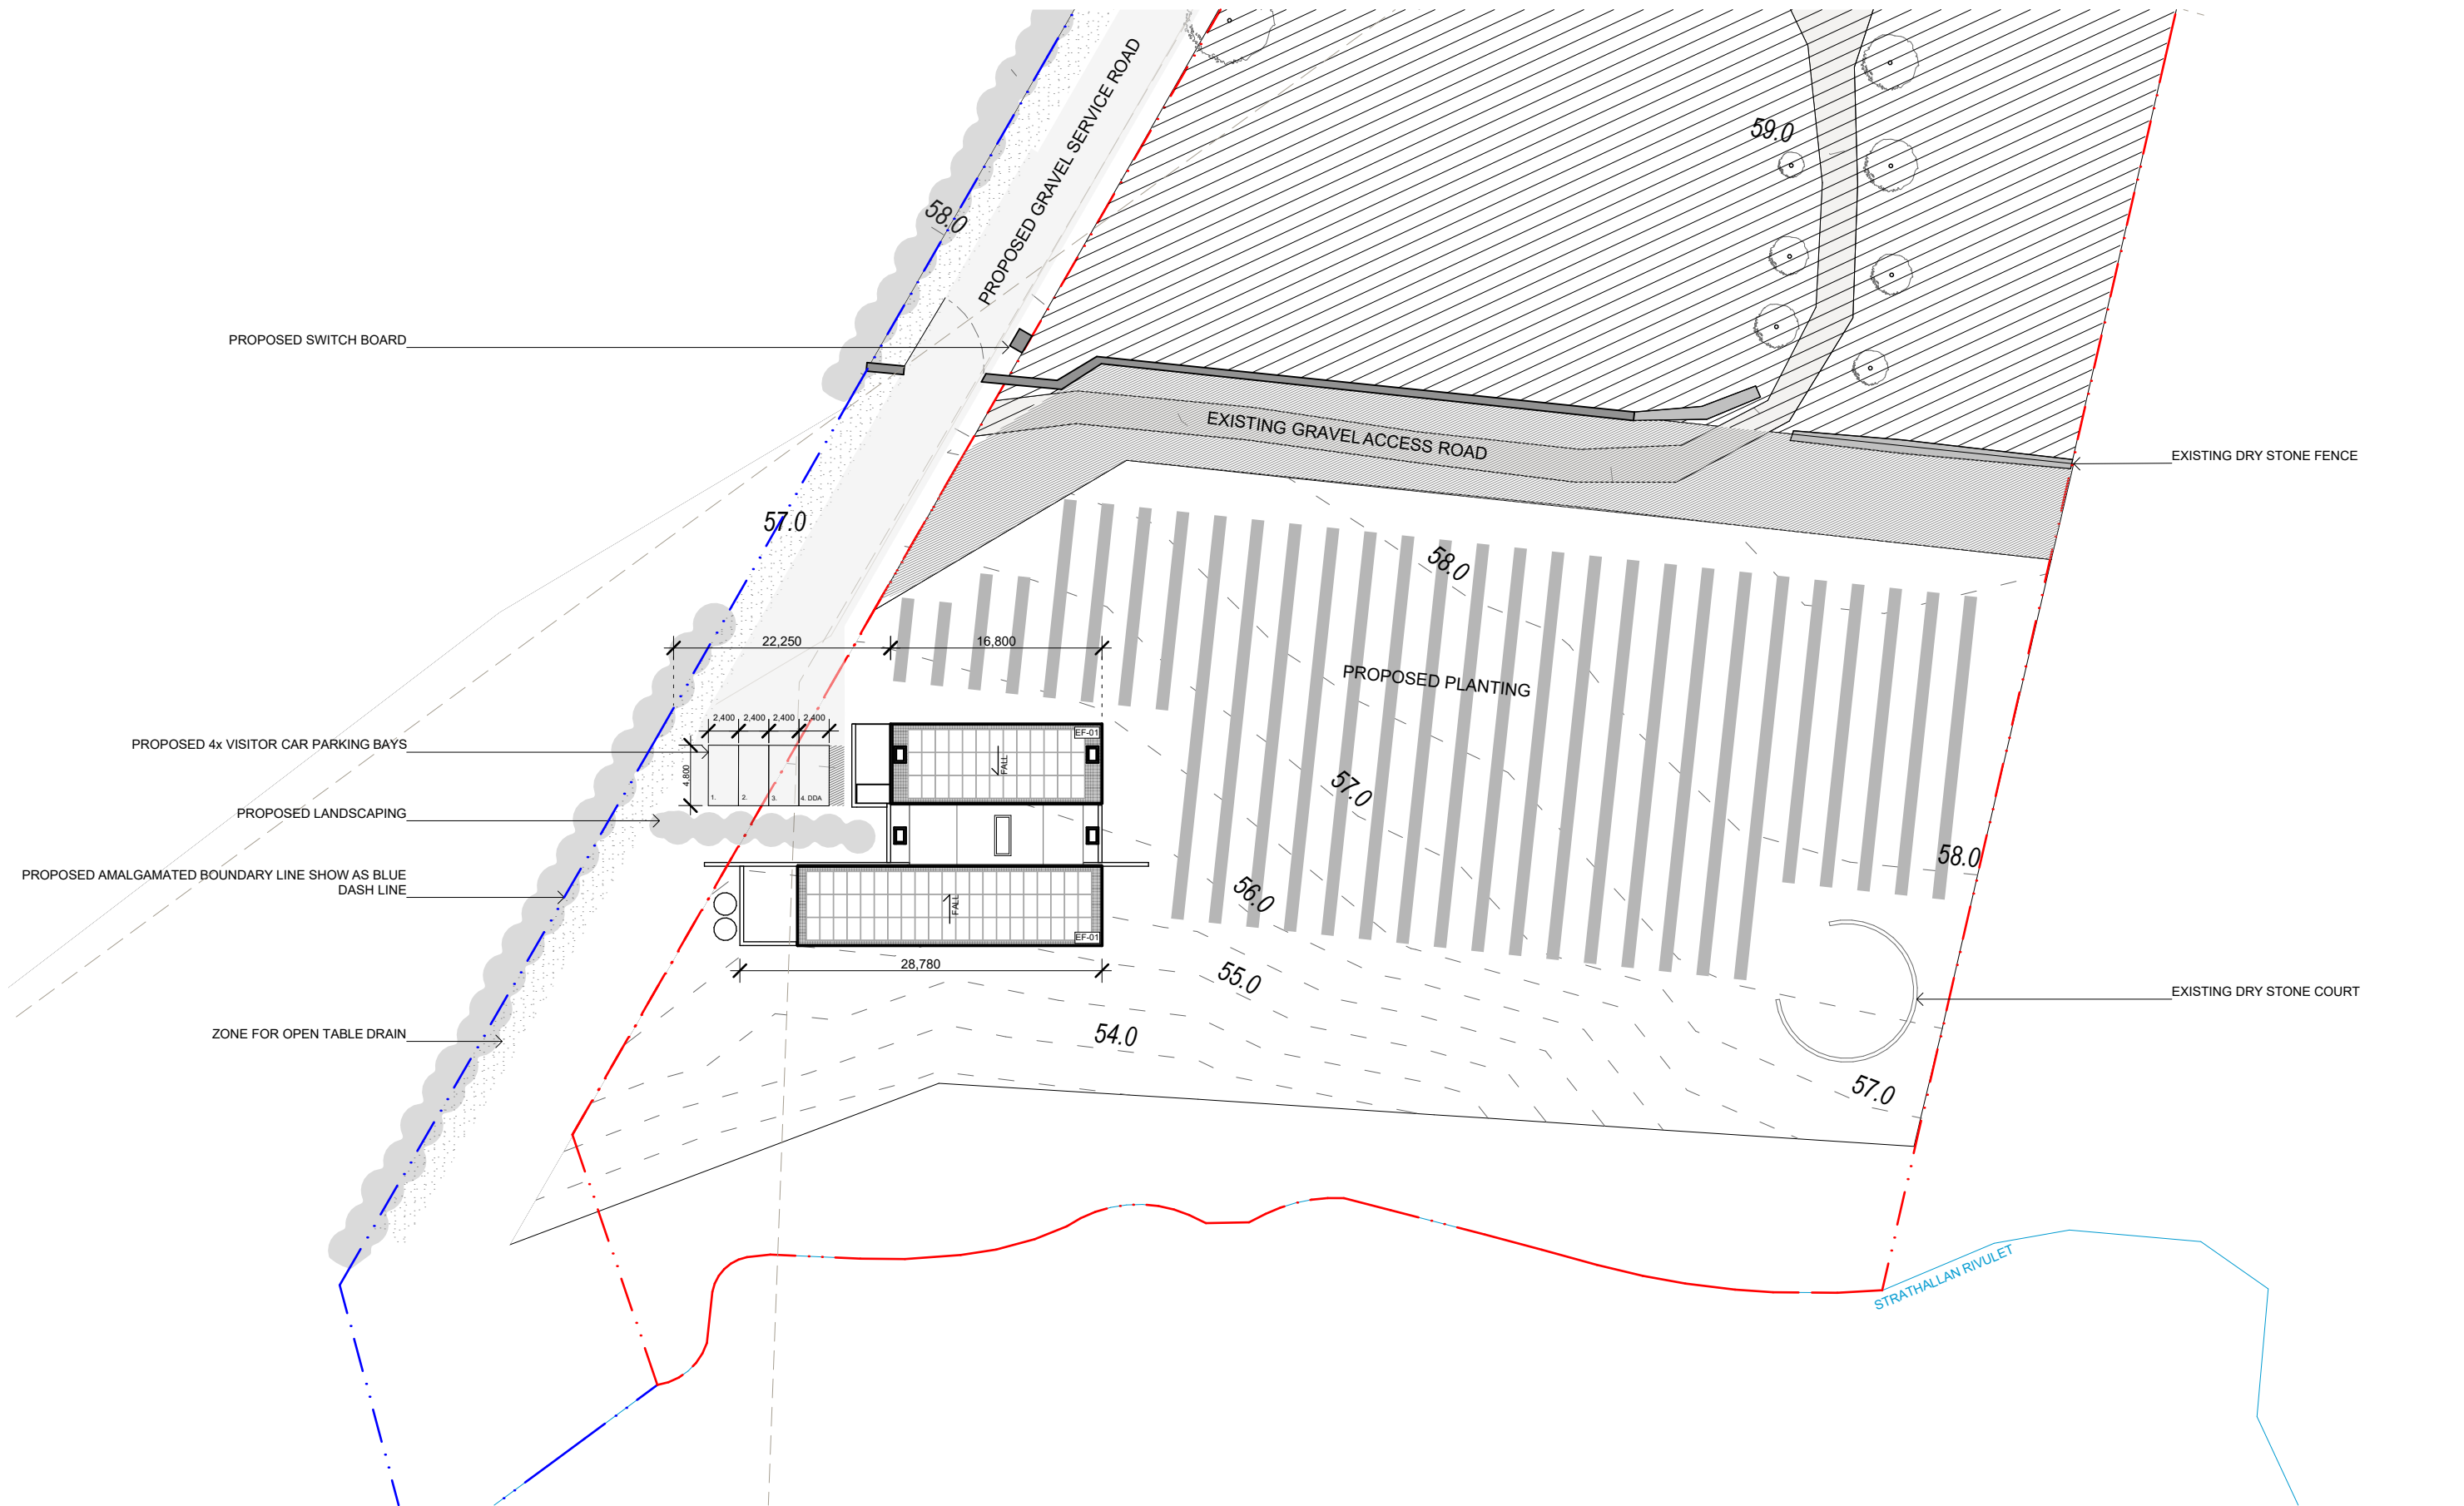 PROPOSED GRAVEL SERVICE ROAD
59.0
58.0
PROPOSED SWITCH BOARD
EXISTING GRAVEL ACCESS ROAD
EXISTING DRY STONE FENCE
57.0
58.0
22,250
16,800
PROPOSED PLANTING
2,400
2,400
2,400
2,400
EF-01
PROPOSED 4x VISITOR CAR PARKING BAYS
4,800
FALL
57.0
1.
2.
3.
4. DDA
PROPOSED LANDSCAPING
58.0
PROPOSED AMALGAMATED BOUNDARY LINE SHOW AS BLUE
DASH LINE
56.0
FALL
EF-01
28,780
55.0
EXISTING DRY STONE COURT
ZONE FOR OPEN TABLE DRAIN
54.0
57.0
STRATHALLAN RIVULET